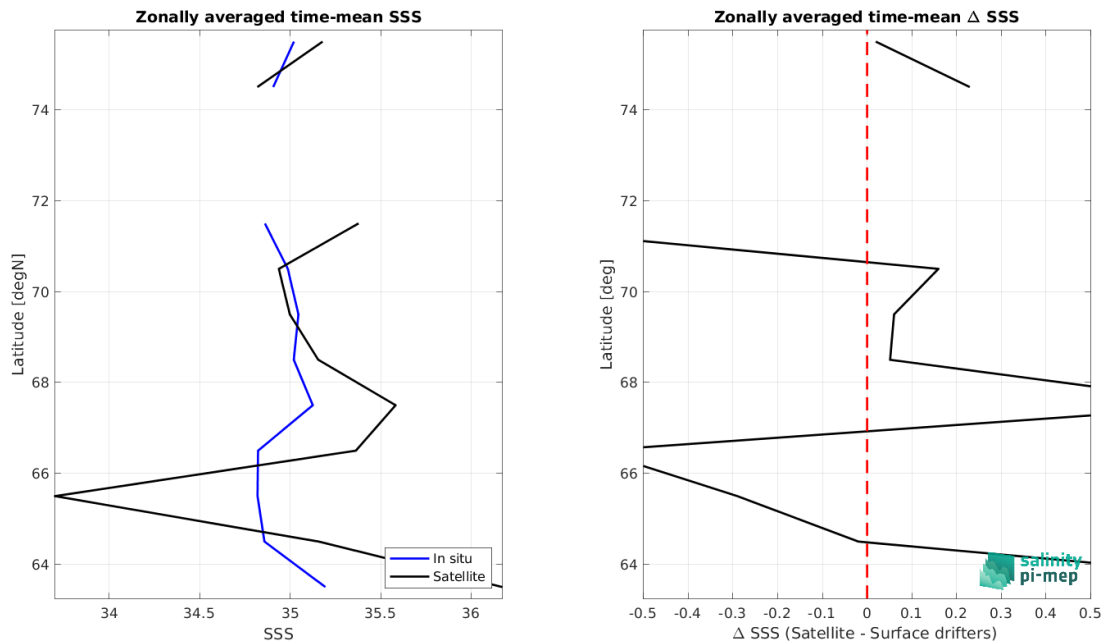 Zonally averaged time-mean SSS
74
72
70
68
66
64
Latitude [degN]
34
34.5
35
35.5
36
SSS
In situ
Satellite
Zonally averaged time-mean Δ SSS
74
72
70
68
66
64
Latitude [deg]
-0.5
-0.4
-0.3
-0.2
-0.1
0
0.1
0.2
0.3
0.4
0.5
Δ SSS (Satellite - Surface drifters)
salinity
pi-mep